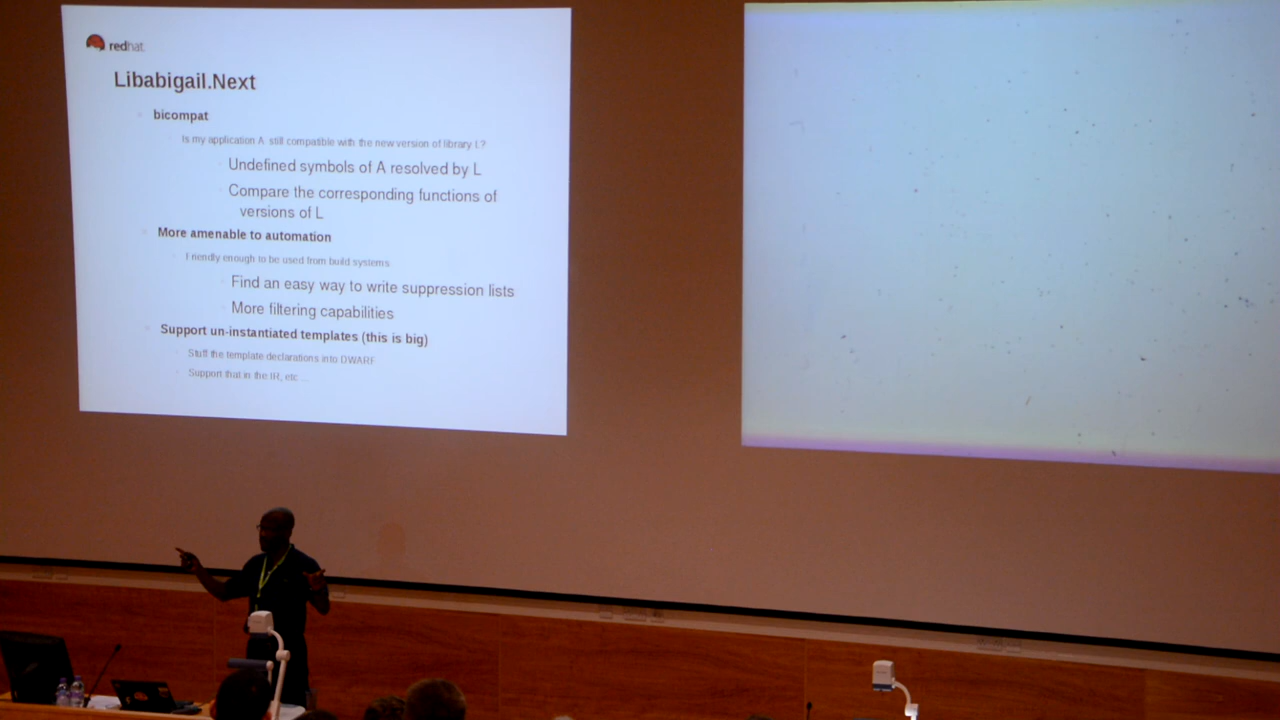 redhat.
Libabigail.Next
bicompat
Is my application A still compatible with the new version of library L?
Undefined symbols of A resolved by L
Compare the corresponding functions of
versions of L
More amenable to automation
Friendly enough to be used from build systems
Find an easy way to write suppression lists
More filtering capabilities
Support un-instantiated templates (this is big)
Stuff the template declarations into DWARF
Support that in the IR, etc ...